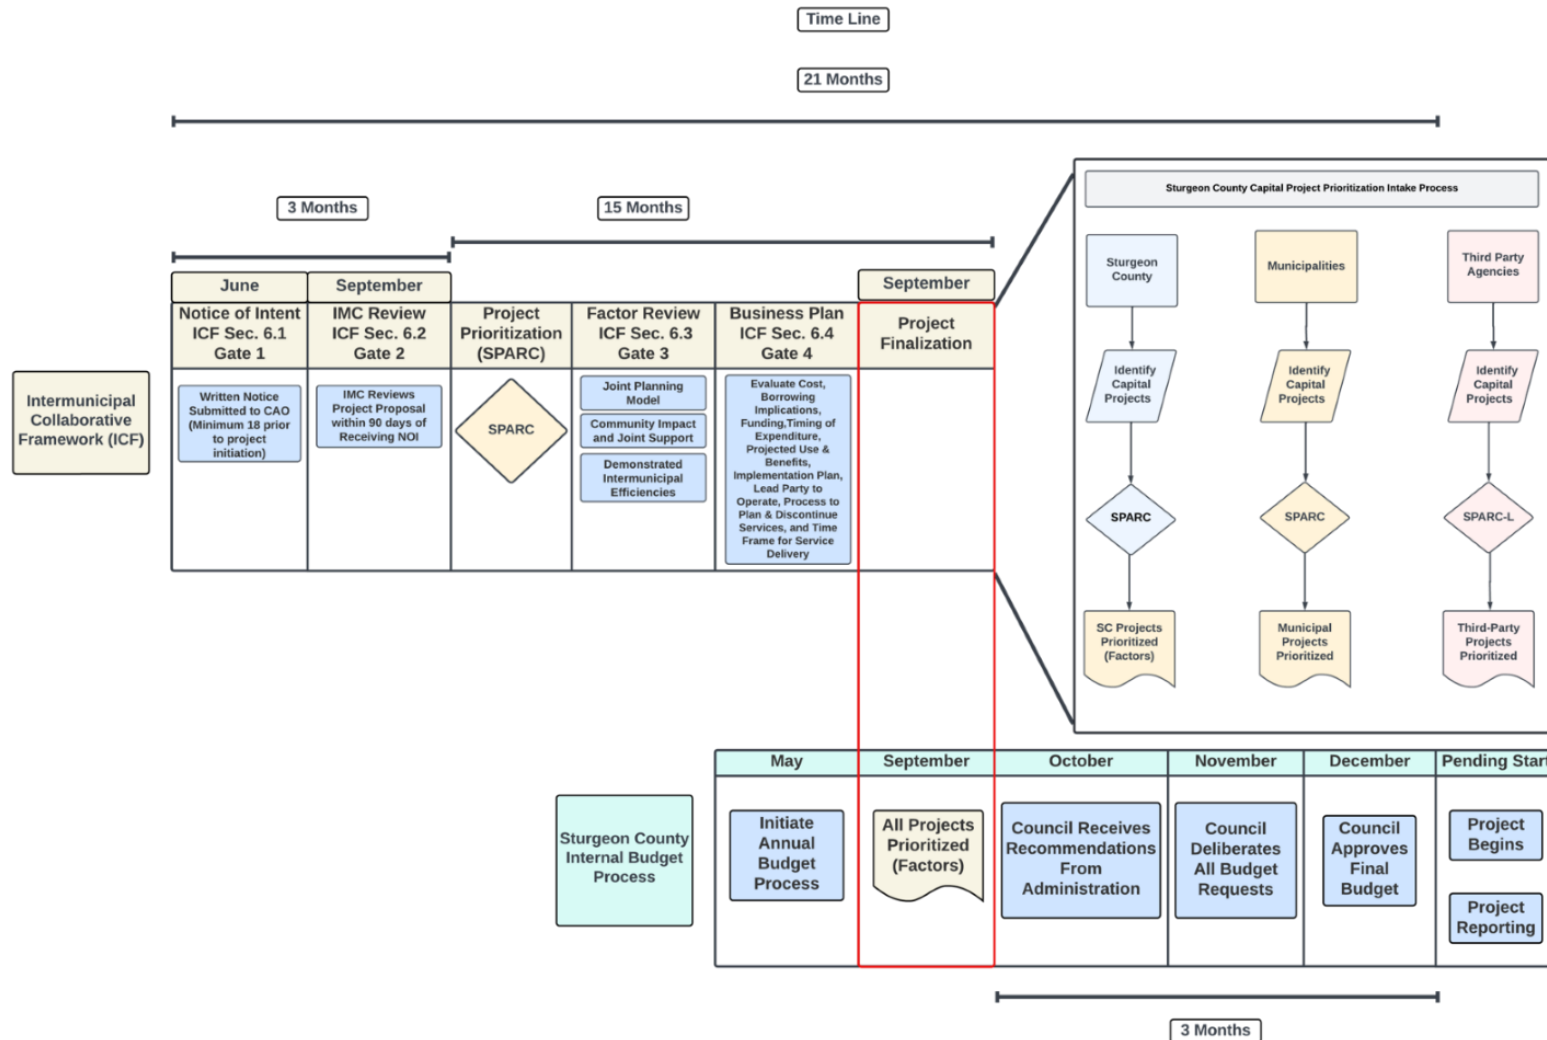 Time Line
21 Months
3 Months
15 Months
June
September
September
Notice of Intent
ICF Sec. 6.1
Gate 1
IMC Review
ICF Sec. 6.2
Gate 2
Project
Prioritization
(SPARC)
Factor Review
ICF Sec. 6.3
Gate 3
Business Plan
ICF Sec. 6.4
Gate 4
Project
Finalization
Intermunicipal
Collaborative
Framework (ICF)
Written Notice
Submitted to CAO
(Minimum 18 prior
to project
initiation)
IMC Reviews
Project Proposal
within 90 days of
Receiving NOI
SPARC
Joint Planning
Model
Community Impact
and Joint Support
Demonstrated
Intermunicipal
Efficiencies
Evaluate Cost,
Borrowing
Implications,
Funding,Timing of
Expenditure,
Projected Use &
Benefits,
Implementation Plan,
Lead Party to
Operate, Process to
Plan & Discontinue
Services, and Time
Frame for Service
Delivery
Sturgeon County Capital Project Prioritization Intake Process
Sturgeon
County
Identify
Capital
Projects
SPARC
SC Projects
Prioritized
(Factors)
Municipalities
Identify
Capital
Projects
SPARC
Municipal
Projects
Prioritized
Third Party
Agencies
Identify
Capital
Projects
SPARC-L
Third-Party
Projects
Prioritized
Sturgeon County
Internal Budget
Process
May
September
October
November
December
Pending Start
Initiate
Annual
Budget
Process
All Projects
Prioritized
(Factors)
Council Receives
Recommendations
From
Administration
Council
Deliberates
All Budget
Requests
Council
Approves
Final
Budget
Project
Begins
Project
Reporting
3 Months